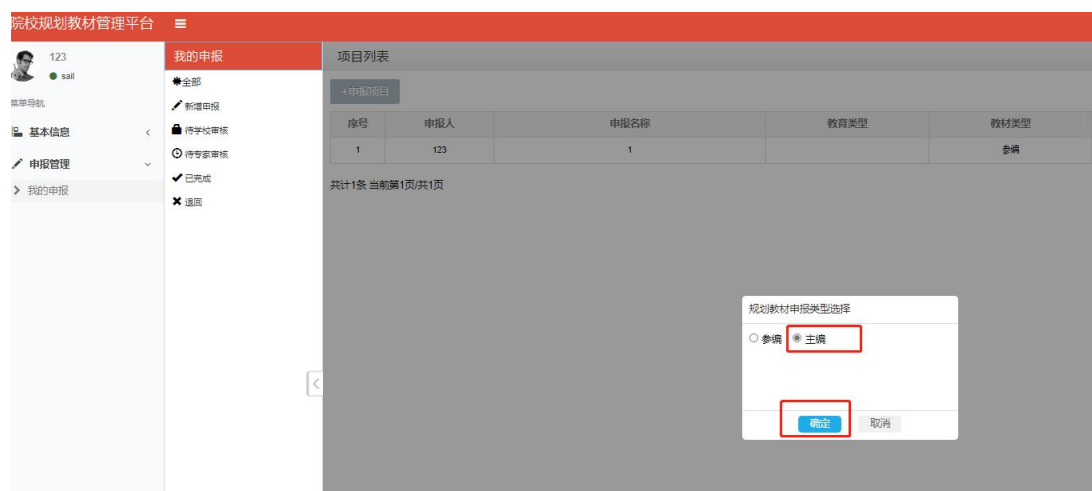 院校规划教材管理平台
123
sail
菜单导航
基本信息
申报管理
我的申报
我的申报
全部
新增申报
待学校审核
待专家审核
已完成
退回
项目列表
+申报项目
序号 申报人 申报名称 教育类型 教材类型
1 123 1 参编
共计1条 当前第1页/共1页
规划教材申报类型选择
参编 主编
确定 取消